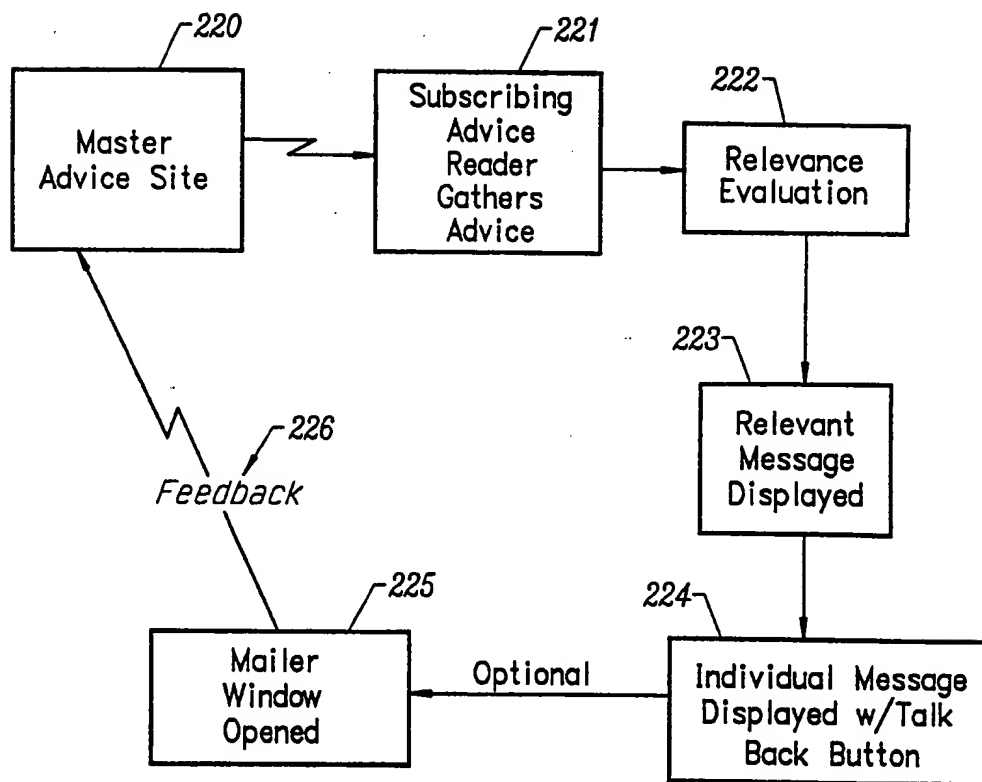 220
Master
Advice Site
221
Subscribing
Advice
Reader
Gathers
Advice
222
Relevance
Evaluation
223
Relevant
Message
Displayed
224
Individual Message
Displayed w/Talk
Back Button
Optional
225
Mailer
Window
Opened
226
Feedback